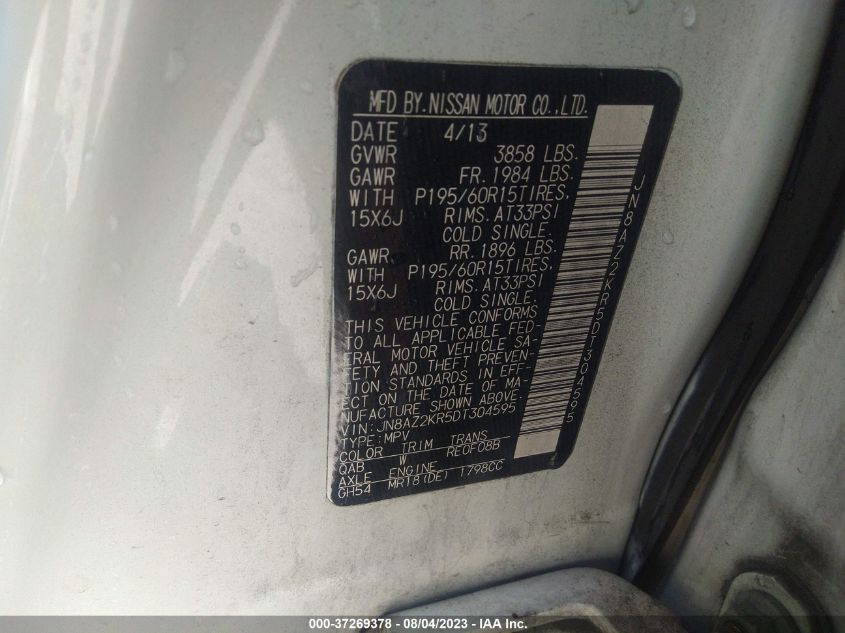 MFD BY. NISSAN MOTOR CO., LTD.
DATE 4/13
GVWR 3858 LBS.
GAWR FR. 1984 LBS.
WITH P195/60R15TIRES,
15X6J RIMS. AT33PSI
COLD SINGLE.
GAWR. RR. 1896 LBS.
WITH P195/60R15TIRES,
15X6J RIMS. AT33PSI
COLD SINGLE.
THIS VEHICLE CONFORMS
TO ALL APPLICABLE FED-
ERAL MOTOR VEHICLE SA-
FETY AND THEFT PREVEN-
TION STANDARDS IN EFF-
ECT ON THE DATE OF MA-
NUFACTURE SHOWN ABOVE.
VIN: JN8AZ2KR5DT304595
TYPE: MPV
COLOR TRIM TRANS
QAB W RE0F08B
AXLE ENGINE
GH54 MR18(DE) 1798CC
JN8AZ2KR5DT304595
000-37269378 - 08/04/2023 - IAA Inc.